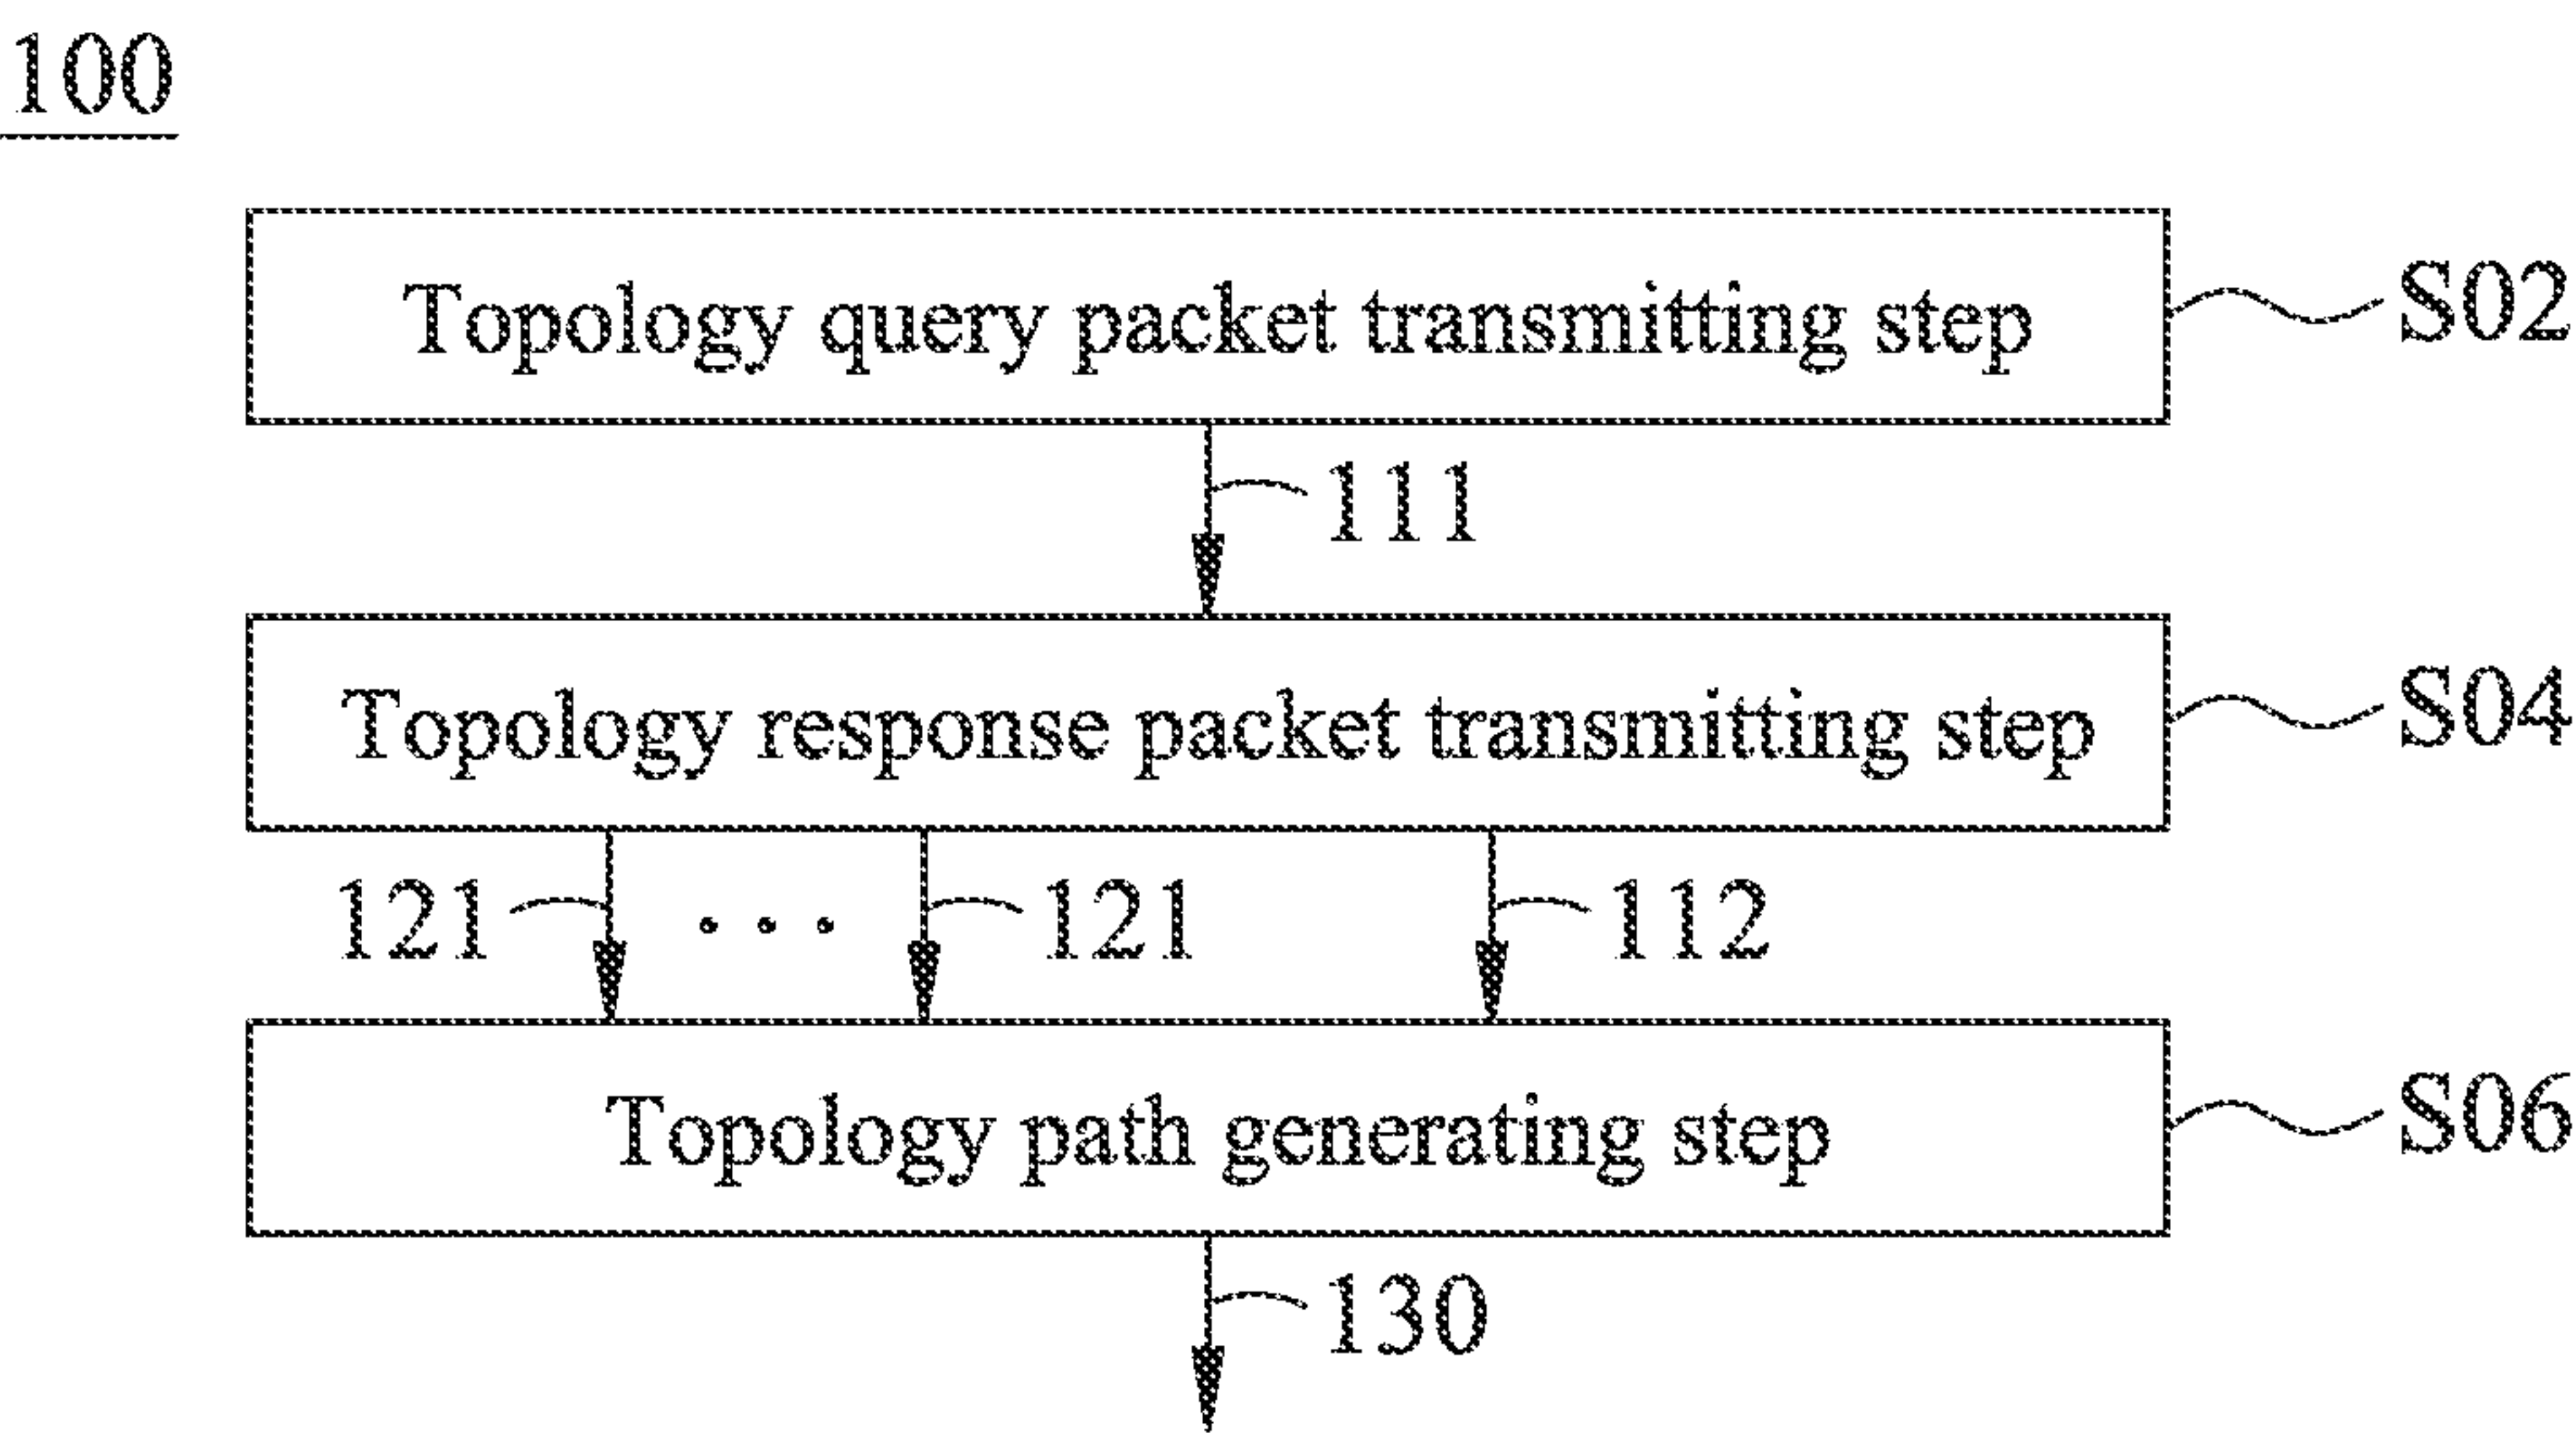 100
Topology query packet transmitting step
S02
111
Topology response packet transmitting step
S04
121 ... 121 112
Topology path generating step
S06
130